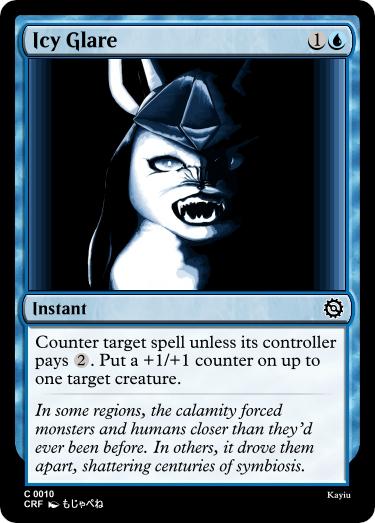 Icy Glare 1
Instant
Counter target spell unless its controller
pays 2. Put a +1/+1 counter on up to
one target creature.
In some regions, the calamity forced
monsters and humans closer than they’d
ever been before. In others, it drove them
apart, shattering centuries of symbiosis.
C 0010
Kayiu
CRF もじゃぺね